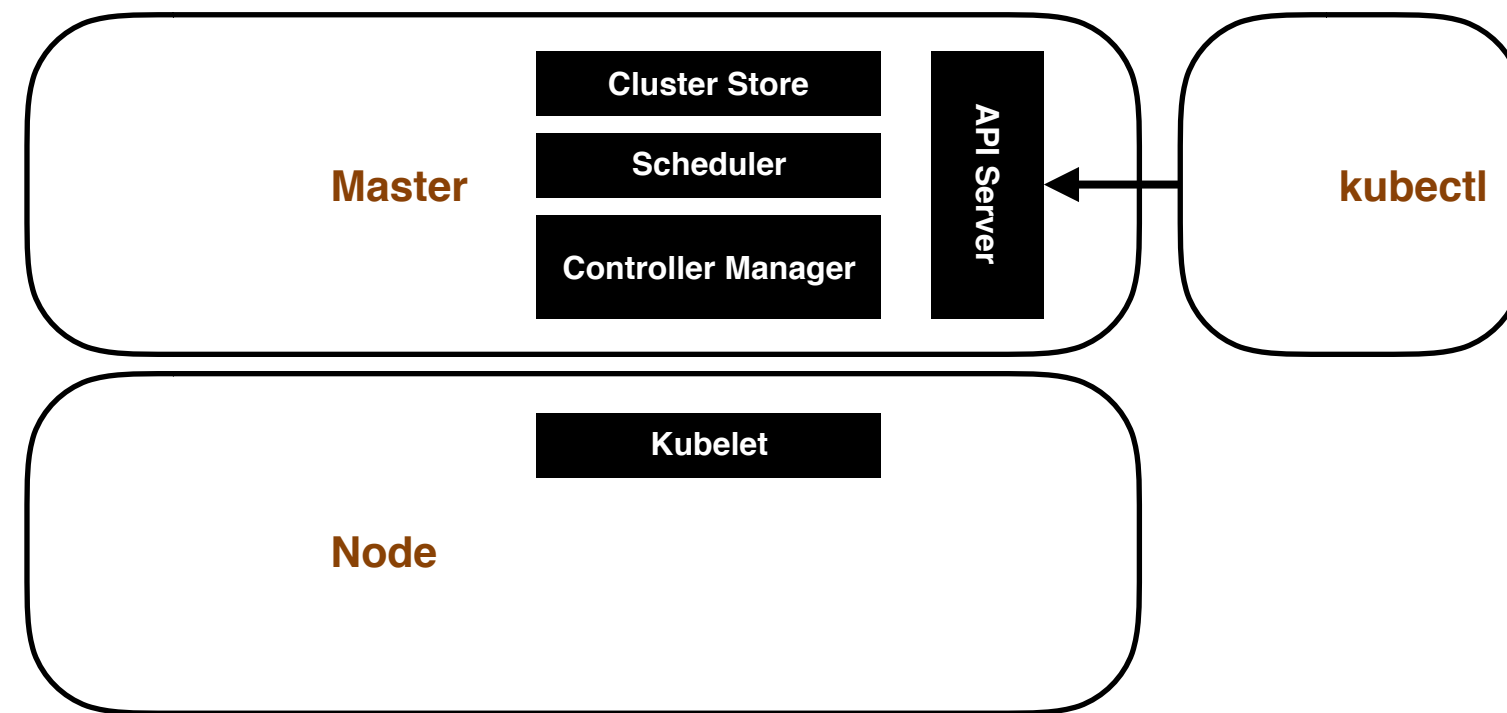 Cluster Store
Scheduler
Master
Controller Manager
API Server
kubectl
Kubelet
Node